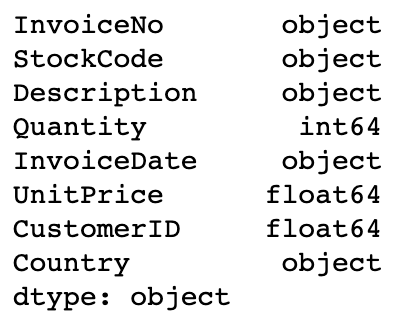 InvoiceNo object
StockCode object
Description object
Quantity int64
InvoiceDate object
UnitPrice float64
CustomerID float64
Country object
dtype: object